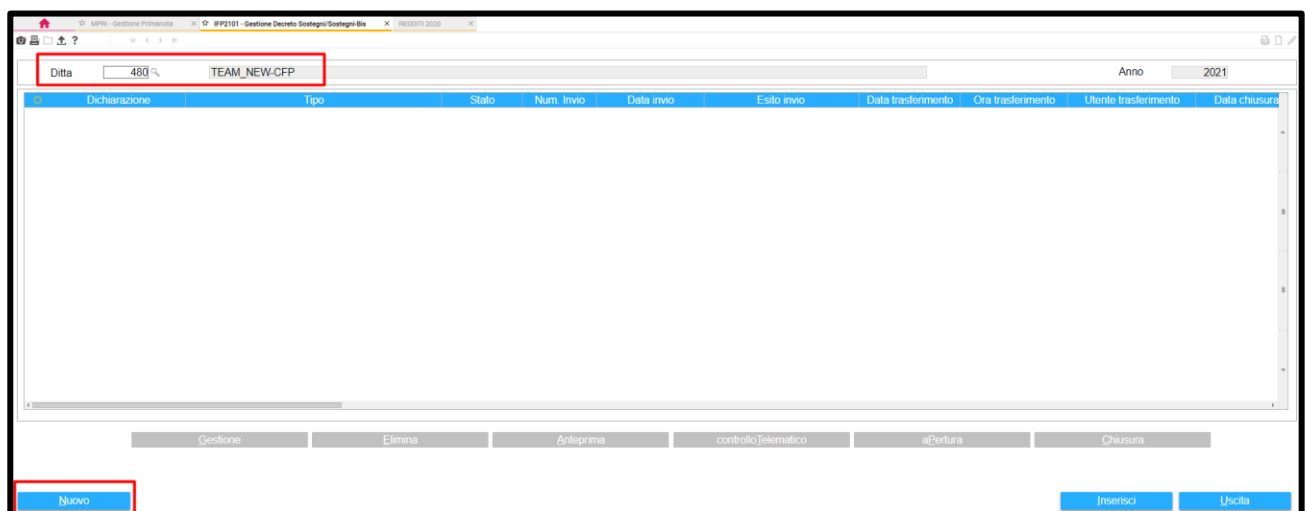 MPRI - Gestione Primanota IFP2101 - Gestione Decreto Sostegni/Sostegni-Bis REDDITI 2020
?
Ditta 480 TEAM_NEW-CFP Anno 2021
Dichiarazione Tipo Stato Num. Invio Data invio Esito invio Data trasferimento Ora trasferimento Utente trasferimento Data chiusura
Gestione Elimina Anteprima controlloTelematico aPertura Chiusura
Nuovo Inserisci Uscita